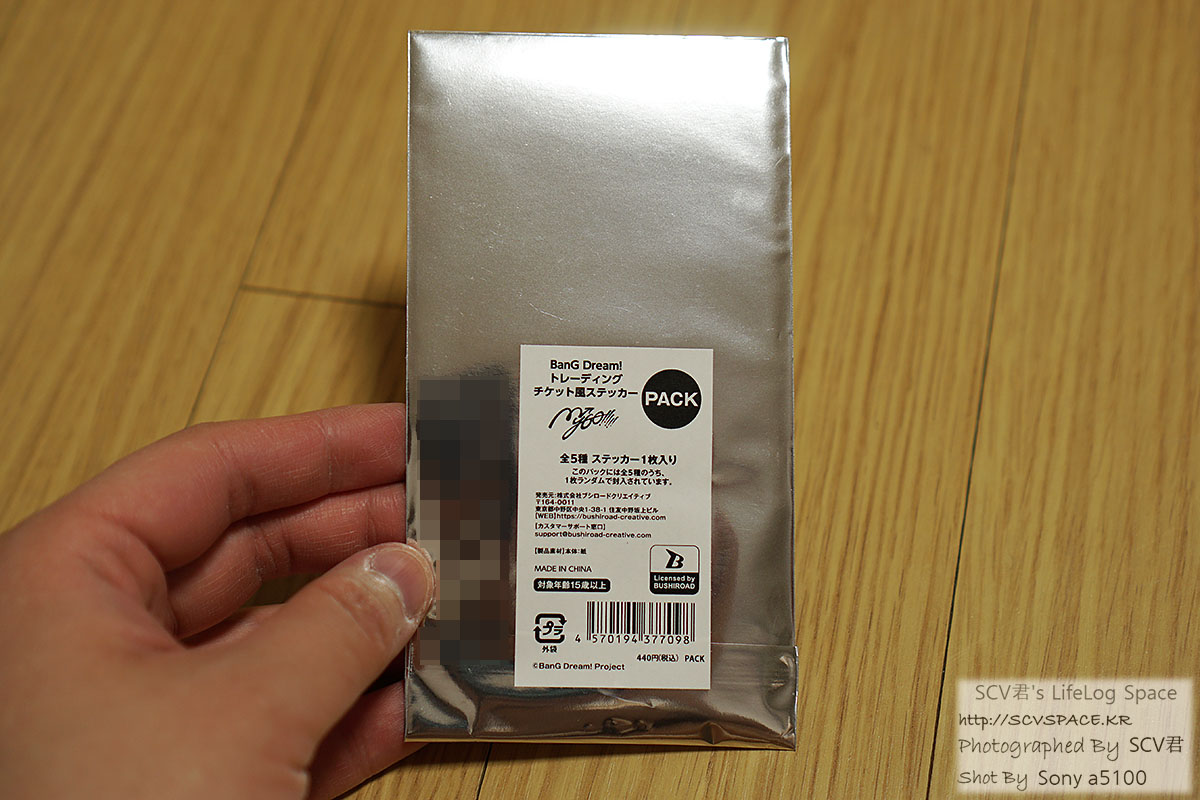 BanG Dream!
トレーディング
チケット風ステッカー
PACK
MyGO!!!!!
全5種 ステッカー1枚入り
このパックには全5種のうち、
1枚ランダムで封入されています。
発売元:株式会社ブシロードクリエイティブ
〒164-0011
東京都中野区中央1-38-1 住友中野坂上ビル
[WEB]https://bushiroad-creative.com
[カスタマーサポート窓口]
support@bushiroad-creative.com
[製品素材]本体:紙
MADE IN CHINA
対象年齢15歳以上
B
Licensed by
BUSHIROAD
プラ
外袋
4 570194 377098
440円(税込) PACK
©BanG Dream! Project
SCV君's LifeLog Space
http://SCVSPACE.KR
Photographed By SCV君
Shot By Sony a5100